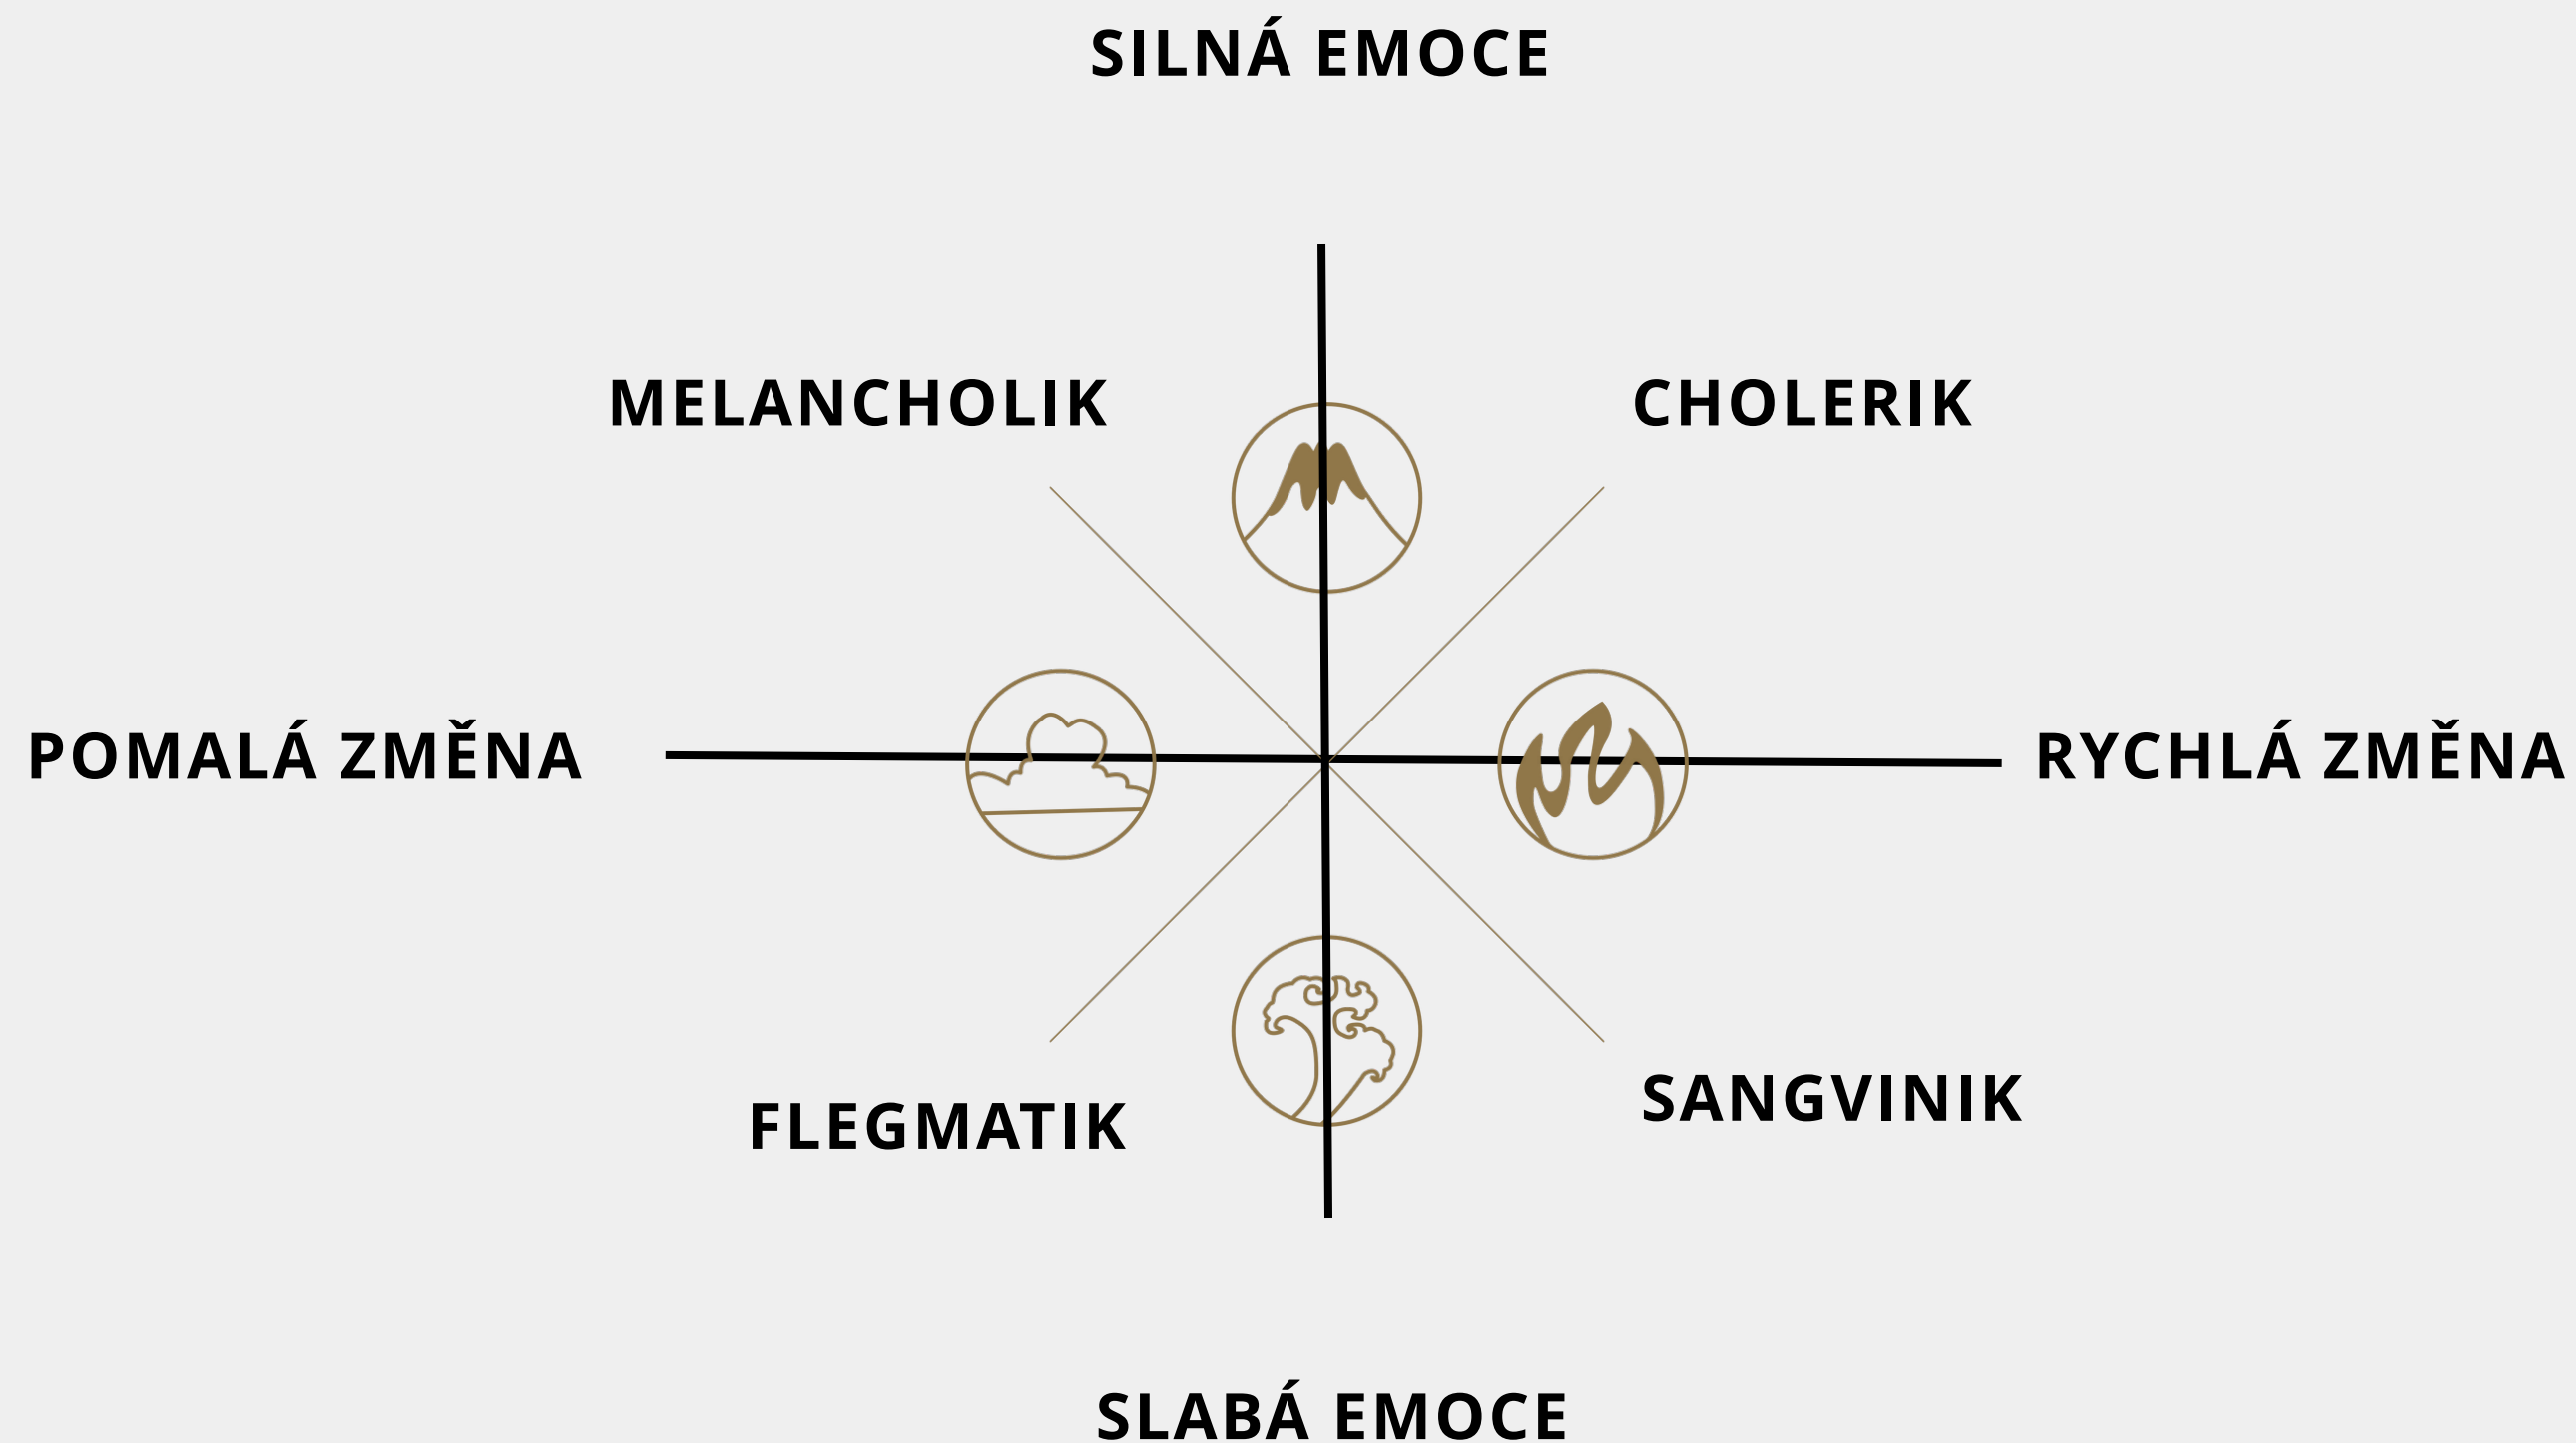 SILNÁ EMOCE
MELANCHOLIK
CHOLERIK
POMALÁ ZMĚNA
RYCHLÁ ZMĚNA
FLEGMATIK
SANGVINIK
SLABÁ EMOCE